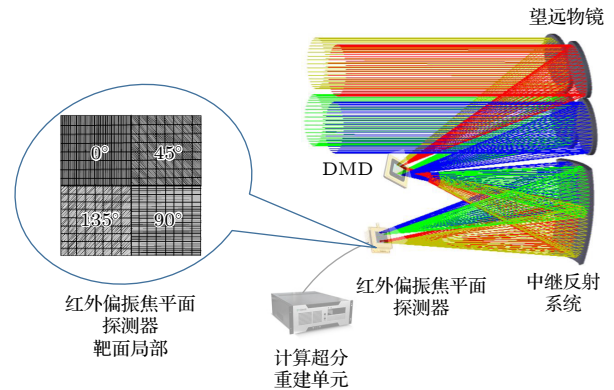 望远物镜
0°
45°
135°
90°
DMD
红外偏振焦平面
探测器
靶面局部
红外偏振焦平面
探测器
中继反射
系统
计算超分
重建单元